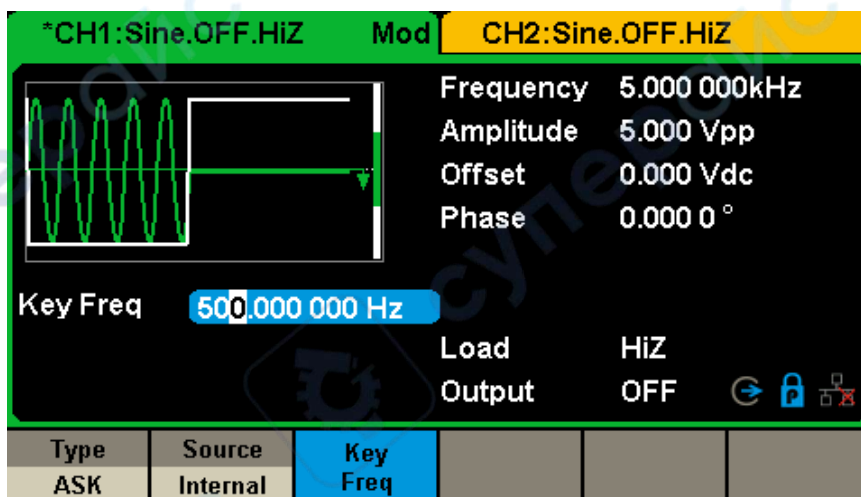 *CH1:Sine.OFF.HiZ Mod CH2:Sine.OFF.HiZ
Frequency 5.000 000kHz
Amplitude 5.000 Vpp
Offset 0.000 Vdc
Phase 0.000 0 °
Key Freq 500.000 000 Hz
Load HiZ
Output OFF P
Type Source Key
ASK Internal Freq
суперайс